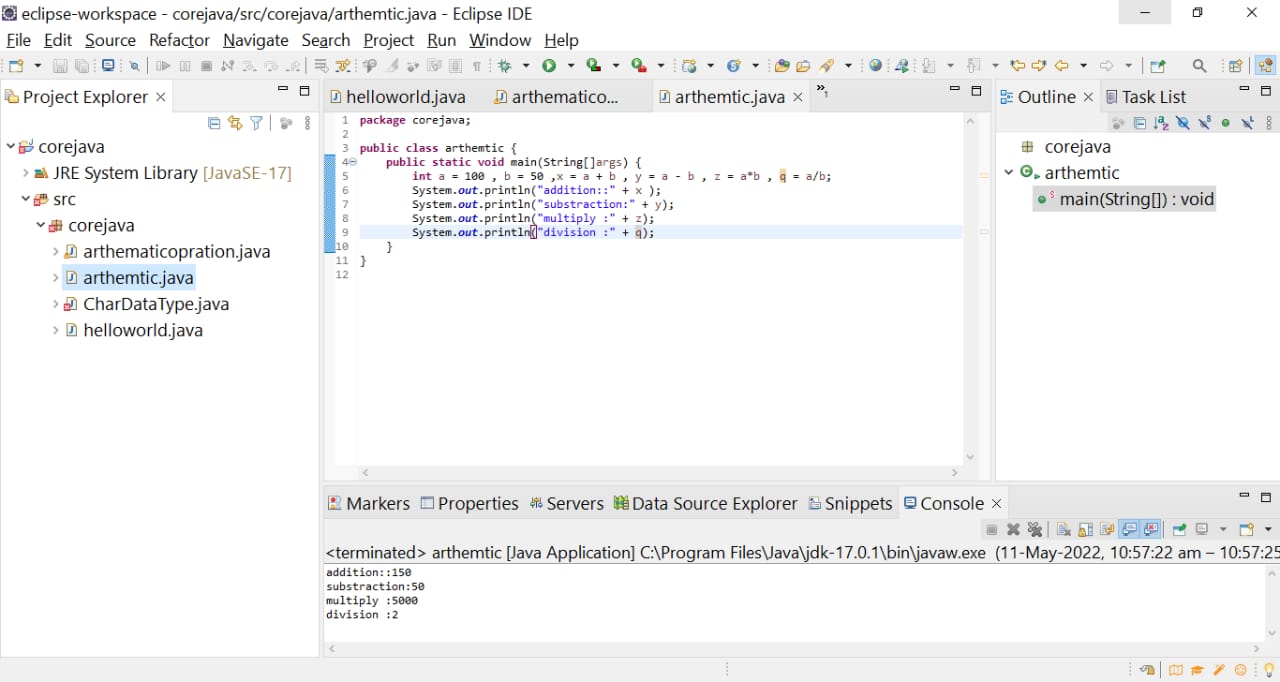 eclipse-workspace - corejava/src/corejava/arthemtic.java - Eclipse IDE
File Edit Source Refactor Navigate Search Project Run Window Help
Project Explorer
corejava
JRE System Library [JavaSE-17]
src
corejava
arthematicopration.java
arthemtic.java
CharDataType.java
helloworld.java
helloworld.java arthematico... arthemtic.java »1
1 package corejava;
2
3 public class arthemtic {
4 public static void main(String[]args) {
5 int a = 100 , b = 50 ,x = a + b , y = a - b , z = a*b , q = a/b;
6 System.out.println("addition::" + x );
7 System.out.println("substraction:" + y);
8 System.out.println("multiply :" + z);
9 System.out.println("division :" + q);
10 }
11 }
12
Outline Task List
corejava
arthemtic
main(String[]) : void
Markers Properties Servers Data Source Explorer Snippets Console
<terminated> arthemtic [Java Application] C:\Program Files\Java\jdk-17.0.1\bin\javaw.exe (11-May-2022, 10:57:22 am – 10:57:25
addition::150
substraction:50
multiply :5000
division :2